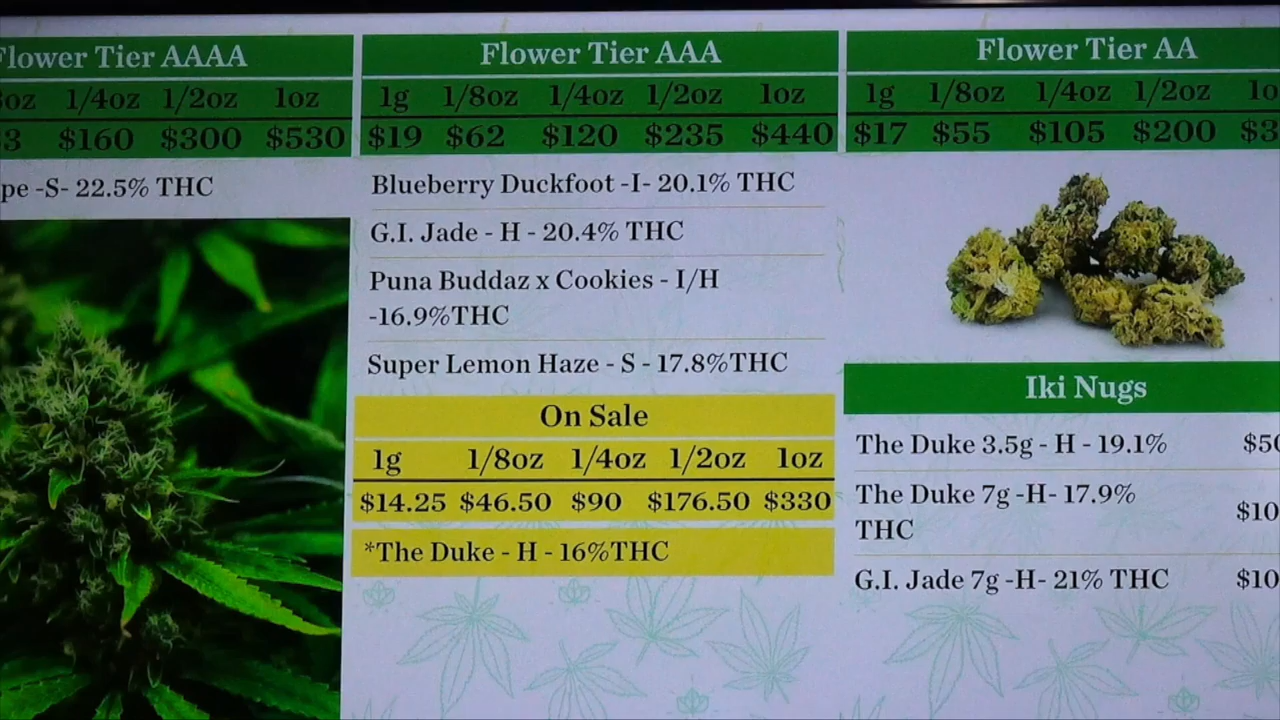 Flower Tier AAAA
1/4oz 1/2oz 1oz
$160 $300 $530
-S- 22.5% THC
Flower Tier AAA
1g 1/8oz 1/4oz 1/2oz 1oz
$19 $62 $120 $235 $440
Blueberry Duckfoot -I- 20.1% THC
G.I. Jade - H - 20.4% THC
Puna Buddaz x Cookies - I/H
-16.9%THC
Super Lemon Haze - S - 17.8%THC
On Sale
1g 1/8oz 1/4oz 1/2oz 1oz
$14.25 $46.50 $90 $176.50 $330
*The Duke - H - 16%THC
Flower Tier AA
1g 1/8oz 1/4oz 1/2oz
$17 $55 $105 $200
Iki Nugs
The Duke 3.5g - H - 19.1%
The Duke 7g -H- 17.9%
THC
G.I. Jade 7g -H- 21% THC